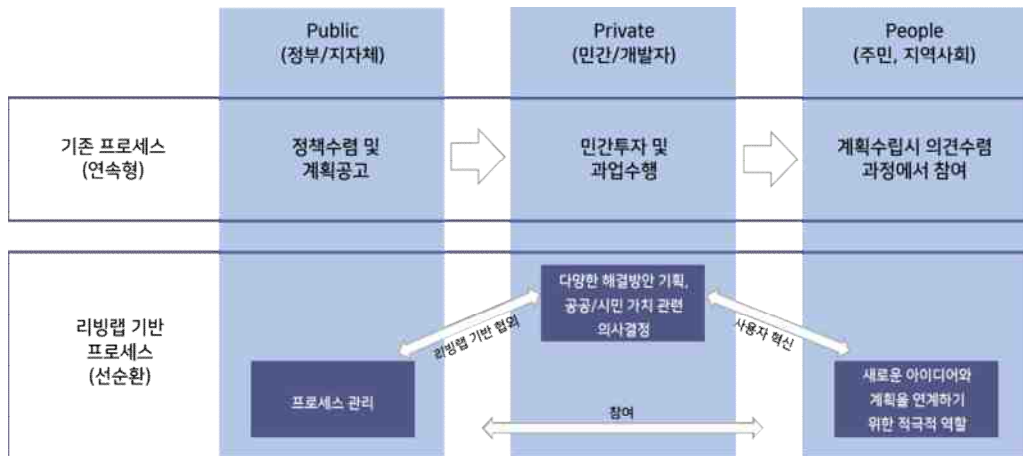 Public
(정부/지자체)
Private
(민간/개발자)
People
(주민, 지역사회)
기존 프로세스
(연속형)
정책수렴 및
계획공고
민간투자 및
과업수행
계획수립시 의견수렴
과정에서 참여
리빙랩 기반
프로세스
(선순환)
프로세스 관리
리빙랩 기반 협의
다양한 해결방안 기획,
공공/시민 가치 관련
의사결정
사용자 혁신
새로운 아이디어와
계획을 연계하기
위한 적극적 역할
참여